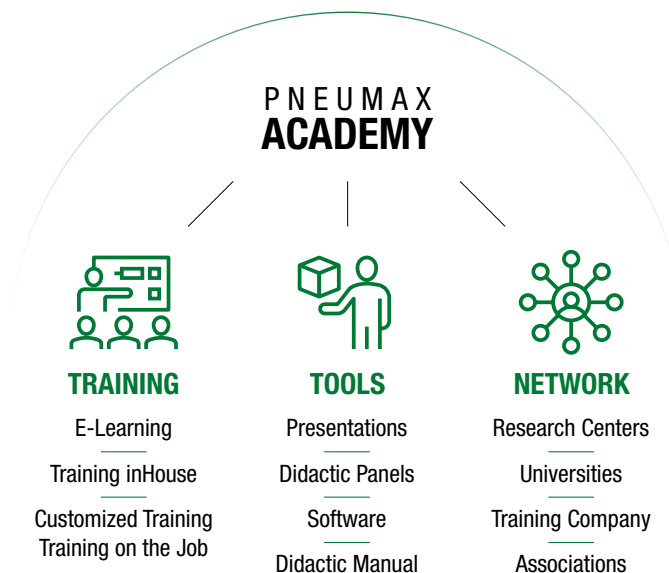 PNEUMAX
ACADEMY
TRAINING
E-Learning
Training inHouse
Customized Training
Training on the Job
TOOLS
Presentations
Didactic Panels
Software
Didactic Manual
NETWORK
Research Centers
Universities
Training Company
Associations